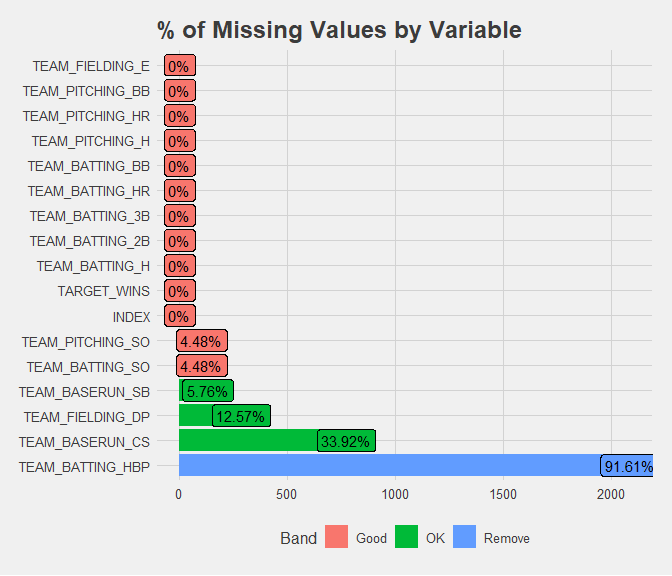 % of Missing Values by Variable
TEAM_FIELDING_E 0%
TEAM_PITCHING_BB 0%
TEAM_PITCHING_HR 0%
TEAM_PITCHING_H 0%
TEAM_BATTING_BB 0%
TEAM_BATTING_HR 0%
TEAM_BATTING_3B 0%
TEAM_BATTING_2B 0%
TEAM_BATTING_H 0%
TARGET_WINS 0%
INDEX 0%
TEAM_PITCHING_SO 4.48%
TEAM_BATTING_SO 4.48%
TEAM_BASERUN_SB 5.76%
TEAM_FIELDING_DP 12.57%
TEAM_BASERUN_CS 33.92%
TEAM_BATTING_HBP 91.61%
0 500 1000 1500 2000
Band Good OK Remove